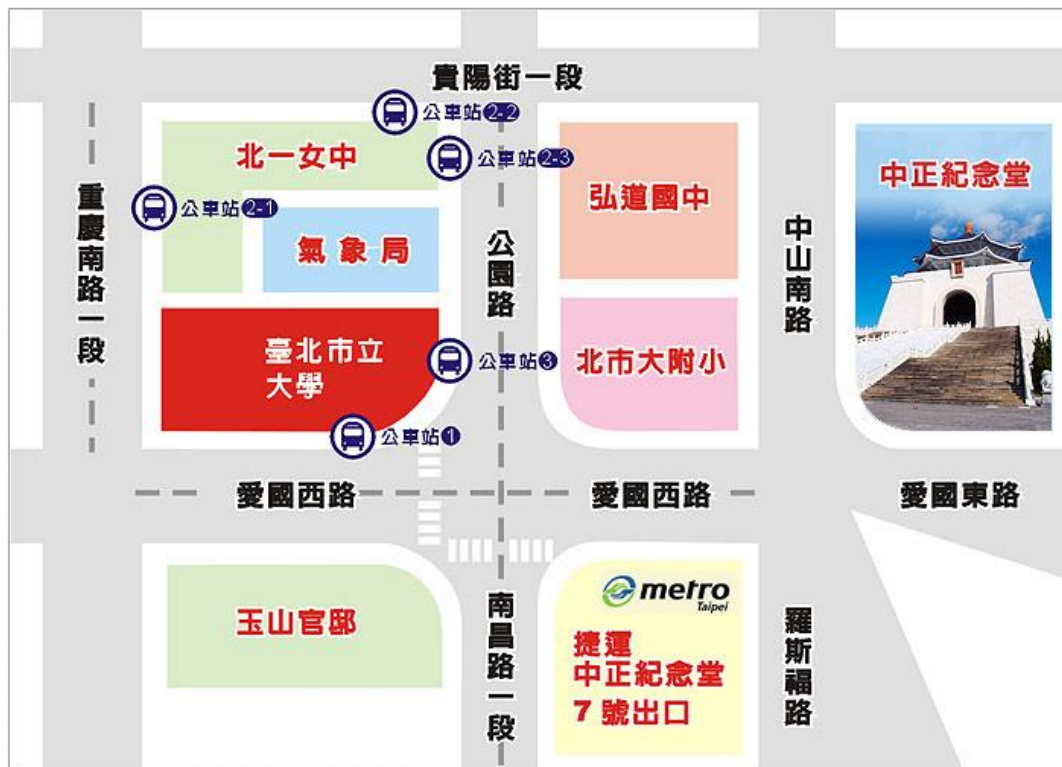 貴陽街一段
公車站2-2
北一女中
公車站2-3
弘道國中
中正紀念堂
公車站2-1
重慶南路一段
氣象局
公園路
中山南路
臺北市立
大學
公車站3
北市大附小
公車站1
愛國西路
愛國西路
愛國東路
玉山官邸
南昌路一段
metro
Taipei
捷運
中正紀念堂
7號出口
羅斯福路